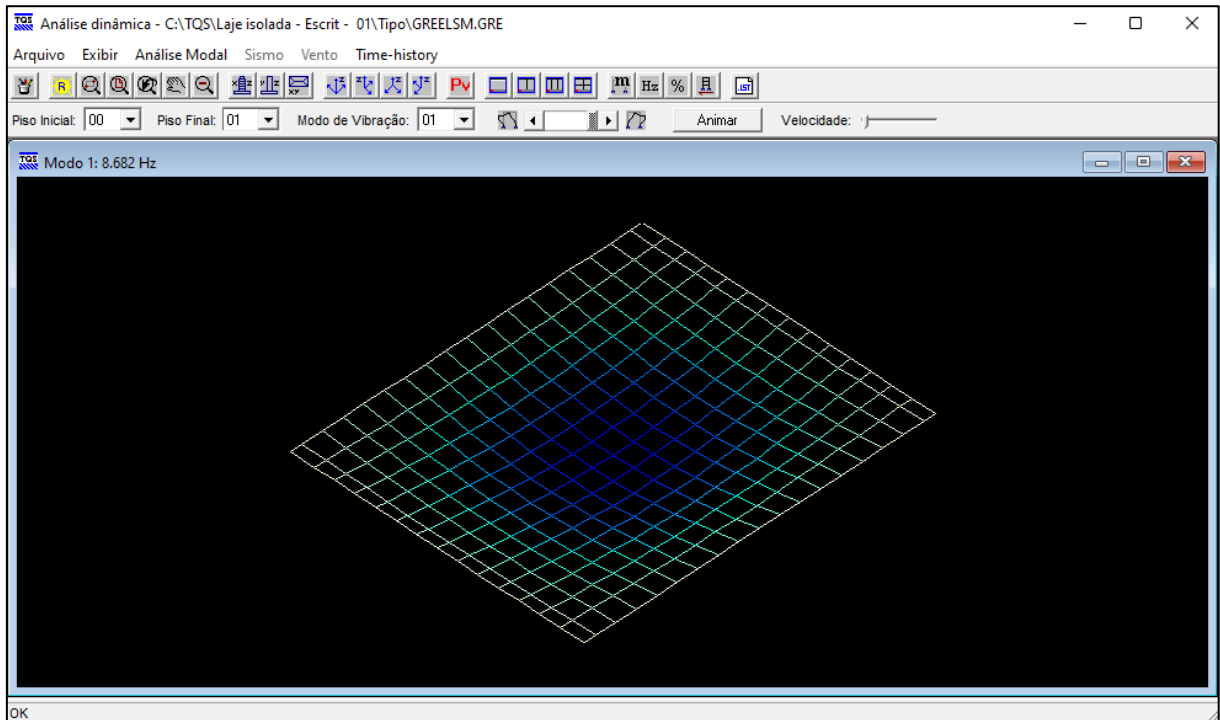 TQS Análise dinâmica - C:\TQS\Laje isolada - Escrit - 01\Tipo\GREELSM.GRE
Arquivo Exibir Análise Modal Sismo Vento Time-history
R z z xy z z z z Pv m Hz % .LST
Piso Inicial: 00 Piso Final: 01 Modo de Vibração: 01 Animar Velocidade:
TQS Modo 1: 8.682 Hz
OK